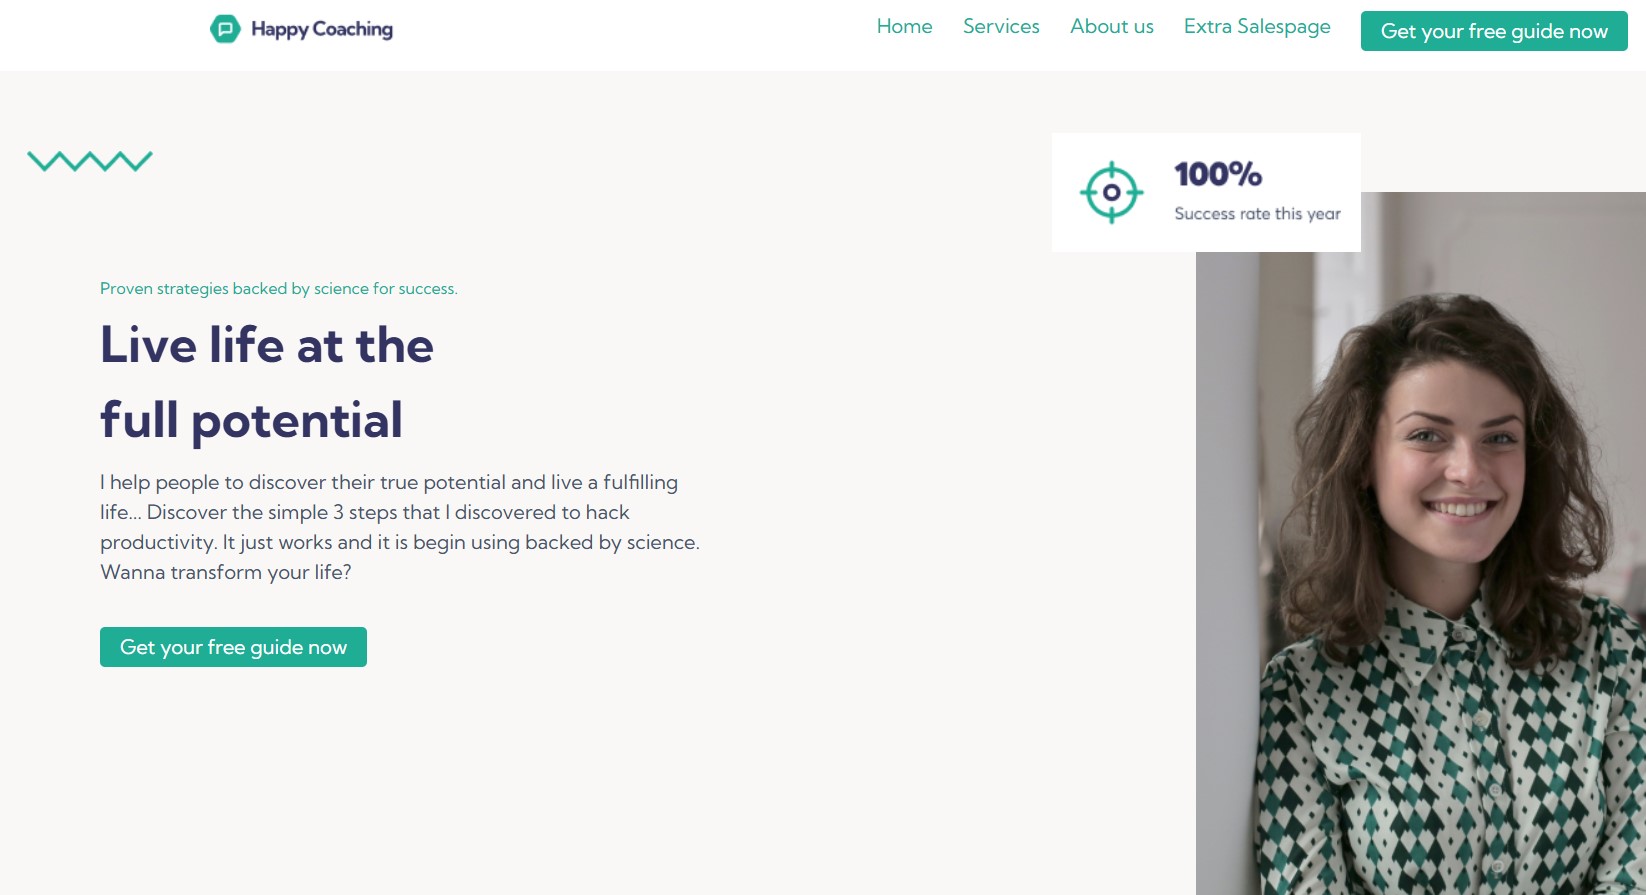 Happy Coaching
Home
Services
About us
Extra Salespage
Get your free guide now
100%
Success rate this year
Proven strategies backed by science for success.
Live life at the
full potential
I help people to discover their true potential and live a fulfilling
life... Discover the simple 3 steps that I discovered to hack
productivity. It just works and it is begin using backed by science.
Wanna transform your life?
Get your free guide now